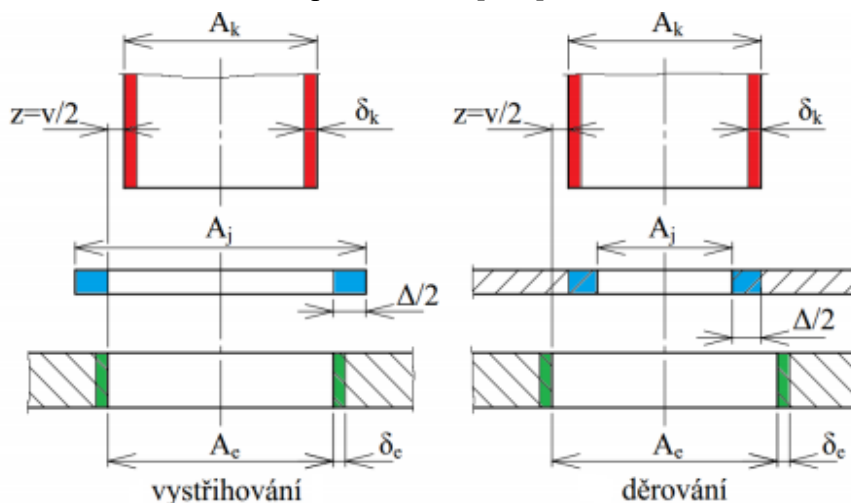 A_k
A_k
z=v/2
δ_k
z=v/2
δ_k
A_j
A_j
Δ/2
Δ/2
A_e
δ_e
A_e
δ_e
vystřihování
děrování